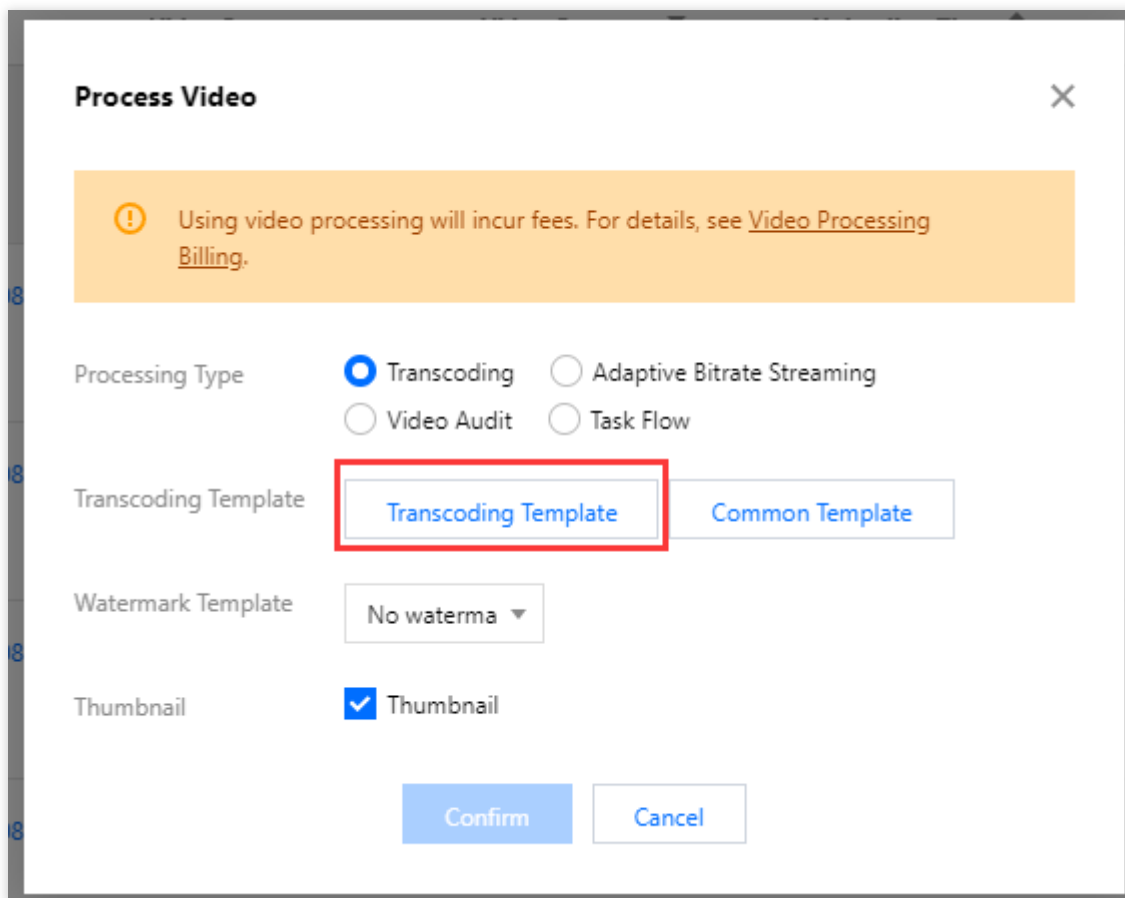 Process Video
Using video processing will incur fees. For details, see Video Processing
Billing.
Processing Type
Transcoding
Adaptive Bitrate Streaming
Video Audit
Task Flow
Transcoding Template
Transcoding Template
Common Template
Watermark Template
No waterma
Thumbnail
Thumbnail
Confirm
Cancel